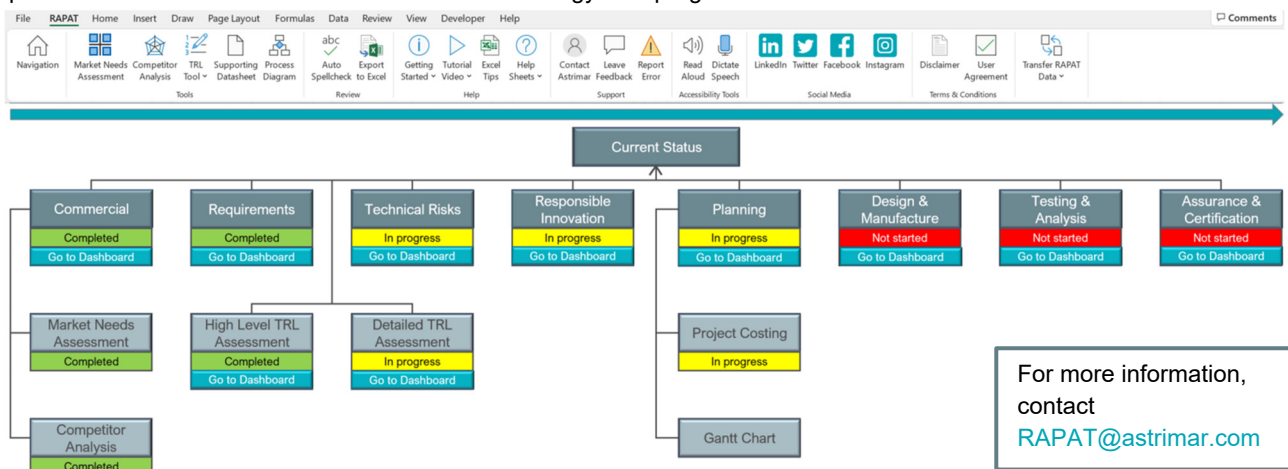 File RAPAT Home Insert Draw Page Layout Formulas Data Review View Developer Help Comments
Navigation
Market Needs Assessment
Competitor Analysis
TRL Tool
Supporting Datasheet
Process Diagram
Tools
abc
Auto Spellcheck
Export to Excel
Review
Getting Started
Tutorial Video
Excel Tips
Help Sheets
Help
Contact Astrimar
Leave Feedback
Report Error
Support
Read Aloud
Dictate Speech
Accessibility Tools
LinkedIn Twitter Facebook Instagram
Social Media
Disclaimer
User Agreement
Terms & Conditions
Transfer RAPAT Data
Current Status
Commercial
Completed
Go to Dashboard
Requirements
Completed
Go to Dashboard
Technical Risks
In progress
Go to Dashboard
Responsible
Innovation
In progress
Go to Dashboard
Planning
In progress
Go to Dashboard
Design &
Manufacture
Not started
Go to Dashboard
Testing &
Analysis
Not started
Go to Dashboard
Assurance &
Certification
Not started
Go to Dashboard
Market Needs
Assessment
Completed
High Level TRL
Assessment
Completed
Go to Dashboard
Detailed TRL
Assessment
In progress
Go to Dashboard
Project Costing
In progress
Competitor
Analysis
Completed
Gantt Chart
For more information,
contact
RAPAT@astrimar.com